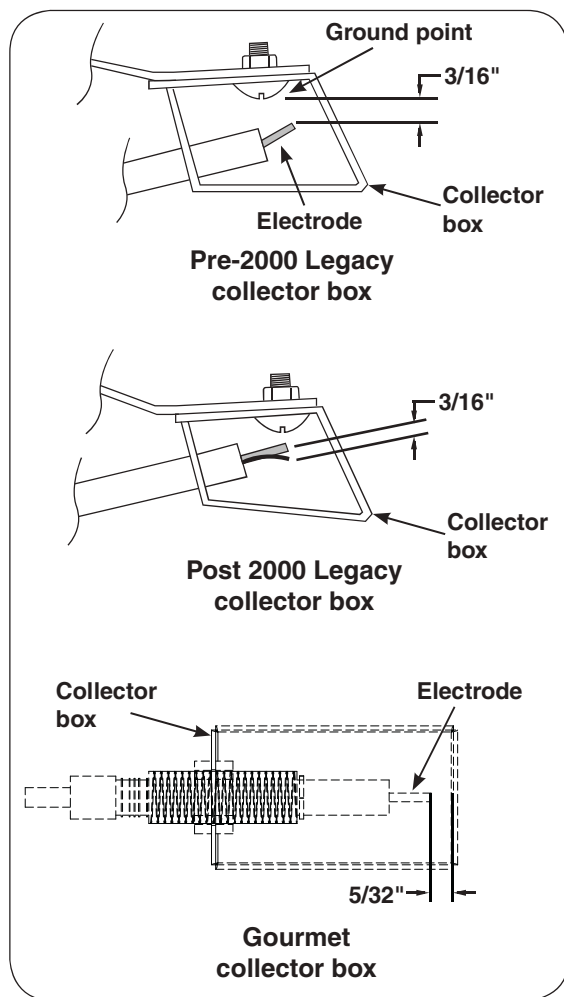 Ground point
3/16"
Electrode
Collector
box
Pre-2000 Legacy
collector box
3/16"
Collector
box
Post 2000 Legacy
collector box
Collector
box
Electrode
5/32"
Gourmet
collector box